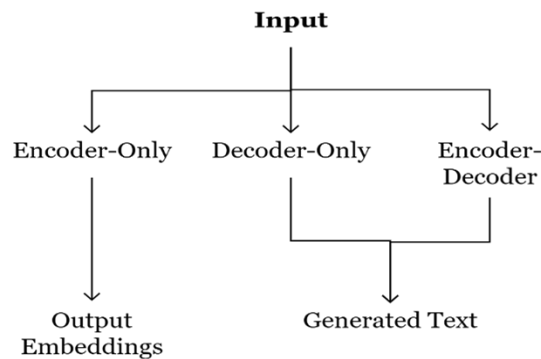 Input
Encoder-Only
Decoder-Only
Encoder-
Decoder
Output
Embeddings
Generated Text